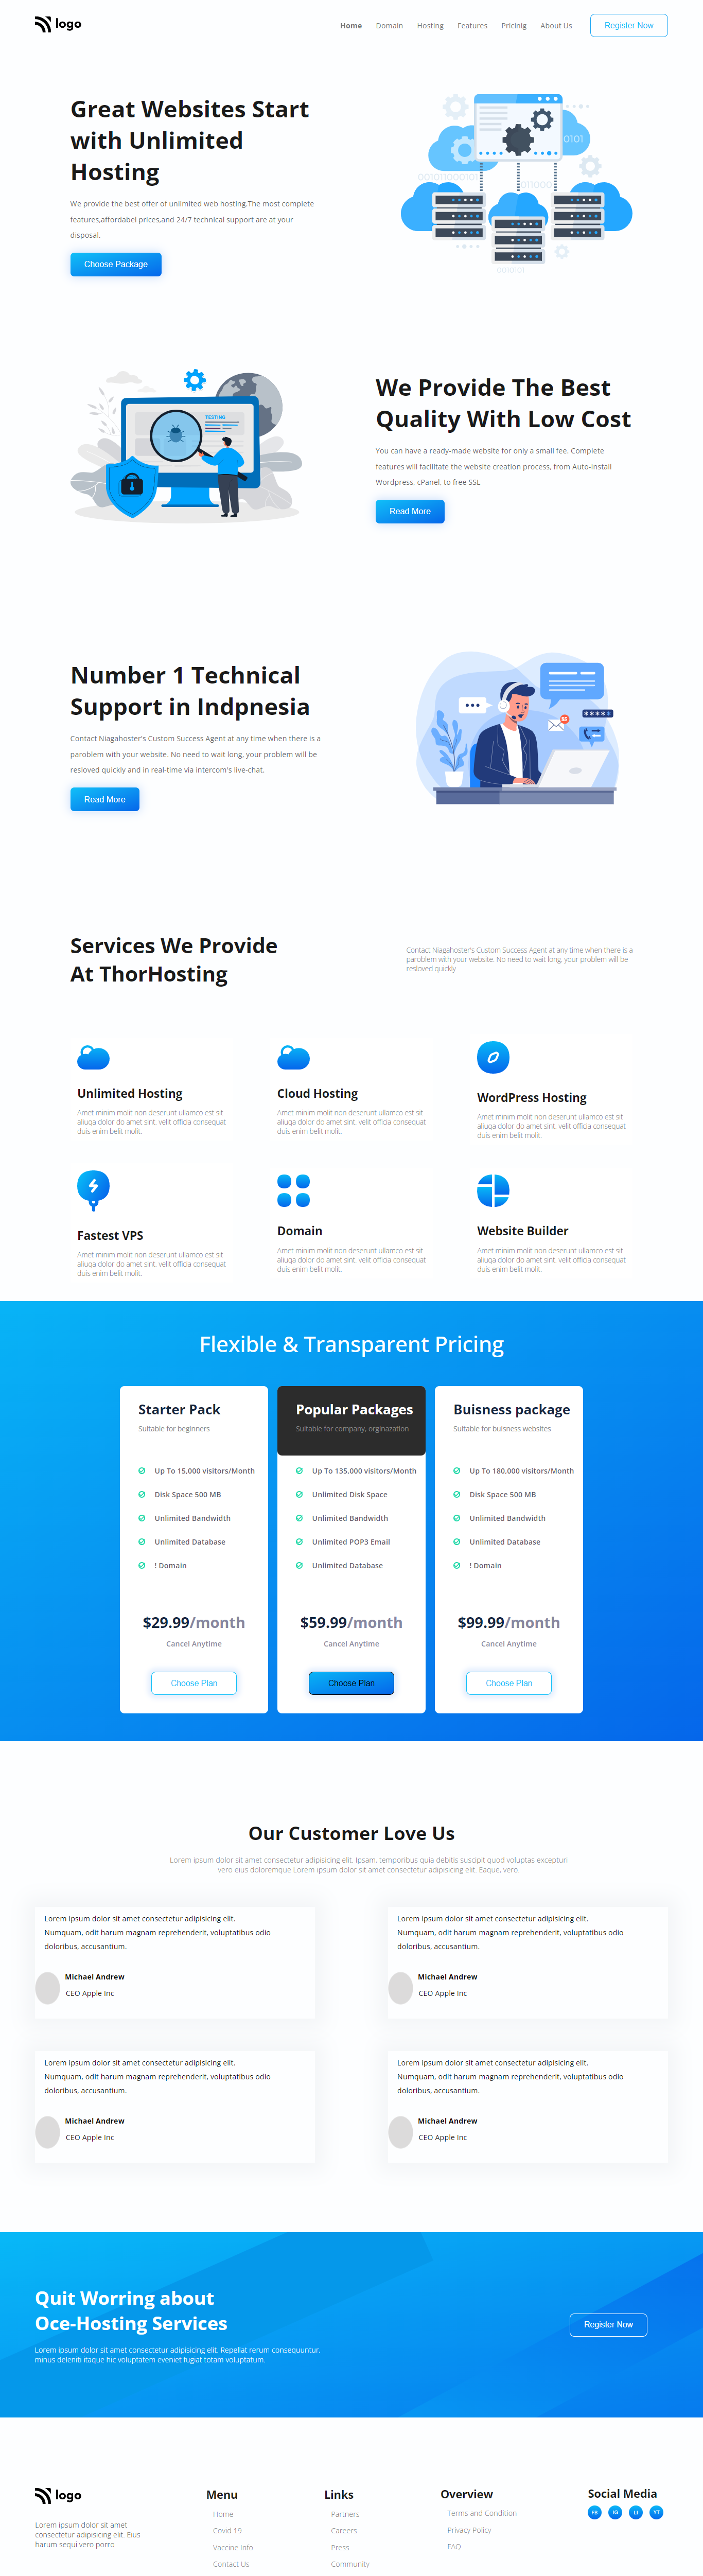 logo
Home Domain Hosting Features Pricinig About Us Register Now
Great Websites Start
with Unlimited
Hosting
We provide the best offer of unlimited web hosting.The most complete
features,affordabel prices,and 24/7 technical support are at your
disposal.
Choose Package
0101
001011000101
011000
0010101
TESTING
We Provide The Best
Quality With Low Cost
You can have a ready-made website for only a small fee. Complete
features will facilitate the website creation process, from Auto-Install
Wordpress, cPanel, to free SSL
Read More
Number 1 Technical
Support in Indpnesia
Contact Niagahoster's Custom Success Agent at any time when there is a
paroblem with your website. No need to wait long, your problem will be
resloved quickly and in real-time via intercom's live-chat.
Read More
Services We Provide
At ThorHosting
Contact Niagahoster's Custom Success Agent at any time when there is a
paroblem with your website. No need to wait long, your problem will be
resloved quickly
Unlimited Hosting
Amet minim molit non deserunt ullamco est sit
aliuqa dolor do amet sint. velit officia consequat
duis enim belit molit.
Cloud Hosting
Amet minim molit non deserunt ullamco est sit
aliuqa dolor do amet sint. velit officia consequat
duis enim belit molit.
WordPress Hosting
Amet minim molit non deserunt ullamco est sit
aliuqa dolor do amet sint. velit officia consequat
duis enim belit molit.
Fastest VPS
Amet minim molit non deserunt ullamco est sit
aliuqa dolor do amet sint. velit officia consequat
duis enim belit molit.
Domain
Amet minim molit non deserunt ullamco est sit
aliuqa dolor do amet sint. velit officia consequat
duis enim belit molit.
Website Builder
Amet minim molit non deserunt ullamco est sit
aliuqa dolor do amet sint. velit officia consequat
duis enim belit molit.
Flexible & Transparent Pricing
Starter Pack
Suitable for beginners
Up To 15,000 visitors/Month
Disk Space 500 MB
Unlimited Bandwidth
Unlimited Database
! Domain
$29.99/month
Cancel Anytime
Choose Plan
Popular Packages
Suitable for company, orginazation
Up To 135,000 visitors/Month
Unlimited Disk Space
Unlimited Bandwidth
Unlimited POP3 Email
Unlimited Database
$59.99/month
Cancel Anytime
Choose Plan
Buisness package
Suitable for buisness websites
Up To 180,000 visitors/Month
Disk Space 500 MB
Unlimited Bandwidth
Unlimited Database
! Domain
$99.99/month
Cancel Anytime
Choose Plan
Our Customer Love Us
Lorem ipsum dolor sit amet consectetur adipisicing elit. Ipsam, temporibus quia debitis suscipit quod voluptas excepturi
vero eius doloremque Lorem ipsum dolor sit amet consectetur adipisicing elit. Eaque, vero.
Lorem ipsum dolor sit amet consectetur adipisicing elit.
Numquam, odit harum magnam reprehenderit, voluptatibus odio
doloribus, accusantium.
Michael Andrew
CEO Apple Inc
Lorem ipsum dolor sit amet consectetur adipisicing elit.
Numquam, odit harum magnam reprehenderit, voluptatibus odio
doloribus, accusantium.
Michael Andrew
CEO Apple Inc
Lorem ipsum dolor sit amet consectetur adipisicing elit.
Numquam, odit harum magnam reprehenderit, voluptatibus odio
doloribus, accusantium.
Michael Andrew
CEO Apple Inc
Lorem ipsum dolor sit amet consectetur adipisicing elit.
Numquam, odit harum magnam reprehenderit, voluptatibus odio
doloribus, accusantium.
Michael Andrew
CEO Apple Inc
Quit Worring about
Oce-Hosting Services
Lorem ipsum dolor sit amet consectetur adipisicing elit. Repellat rerum consequuntur,
minus deleniti itaque hic voluptatem eveniet fugiat totam voluptatum.
Register Now
logo
Lorem ipsum dolor sit amet
consectetur adipisicing elit. Eius
harum sequi vero porro
Menu
Home
Covid 19
Vaccine Info
Contact Us
Links
Partners
Careers
Press
Community
Overview
Terms and Condition
Privacy Policy
FAQ
Social Media
FB IG LI YT